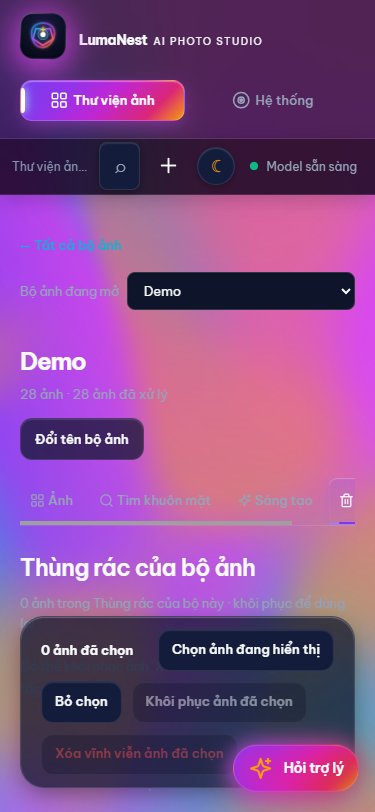 LumaNest AI PHOTO STUDIO
Thư viện ảnh
Hệ thống
Thư viện ản...
Model sẵn sàng
← Tất cả bộ ảnh
Bộ ảnh đang mở
Demo
Demo
28 ảnh · 28 ảnh đã xử lý
Đổi tên bộ ảnh
Ảnh
Tìm khuôn mặt
Sáng tạo
Thùng rác của bộ ảnh
0 ảnh trong Thùng rác của bộ này · khôi phục để dùng
0 ảnh đã chọn
Chọn ảnh đang hiển thị
Bỏ chọn
Khôi phục ảnh đã chọn
Xóa vĩnh viễn ảnh đã chọn
Hỏi trợ lý